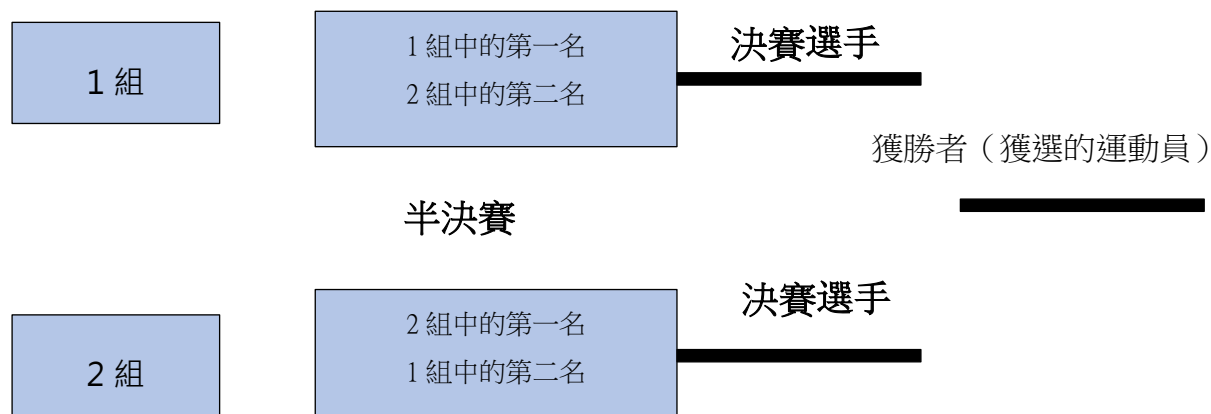 1 組
1 組中的第一名
2 組中的第二名
決賽選手
獲勝者（獲選的運動員）
半決賽
2 組
2 組中的第一名
1 組中的第二名
決賽選手